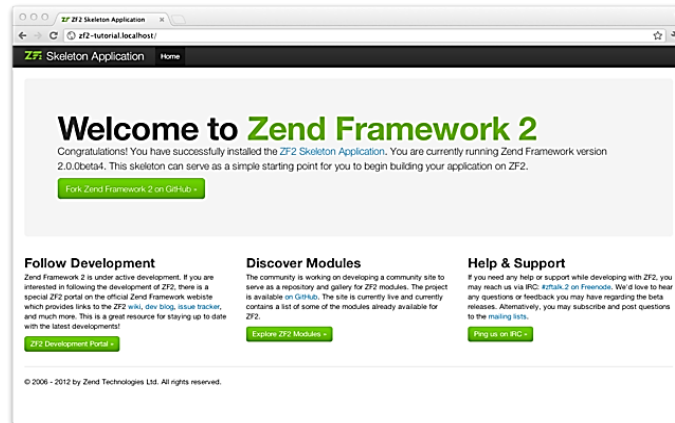 ZF2 Skeleton Application
zf2-tutorial.localhost/
ZF2 Skeleton Application Home
Welcome to Zend Framework 2
Congratulations! You have successfully installed the ZF2 Skeleton Application. You are currently running Zend Framework version
2.0.0beta4. This skeleton can serve as a simple starting point for you to begin building your application on ZF2.
Fork Zend Framework 2 on GitHub »
Follow Development
Zend Framework 2 is under active development. If you are
interested in following the development of ZF2, there is a
special ZF2 portal on the official Zend Framework webiste
which provides links to the ZF2 wiki, dev blog, issue tracker,
and much more. This is a great resource for staying up to date
with the latest developments!
ZF2 Development Portal »
Discover Modules
The community is working on developing a community site to
serve as a repository and gallery for ZF2 modules. The project
is available on GitHub. The site is currently live and currently
contains a list of some of the modules already available for
ZF2.
Explore ZF2 Modules »
Help & Support
If you need any help or support while developing with ZF2, you
may reach us via IRC: #zftalk.2 on Freenode. We'd love to hear
any questions or feedback you may have regarding the beta
releases. Alternatively, you may subscribe and post questions
to the mailing lists.
Ping us on IRC »
© 2006 - 2012 by Zend Technologies Ltd. All rights reserved.